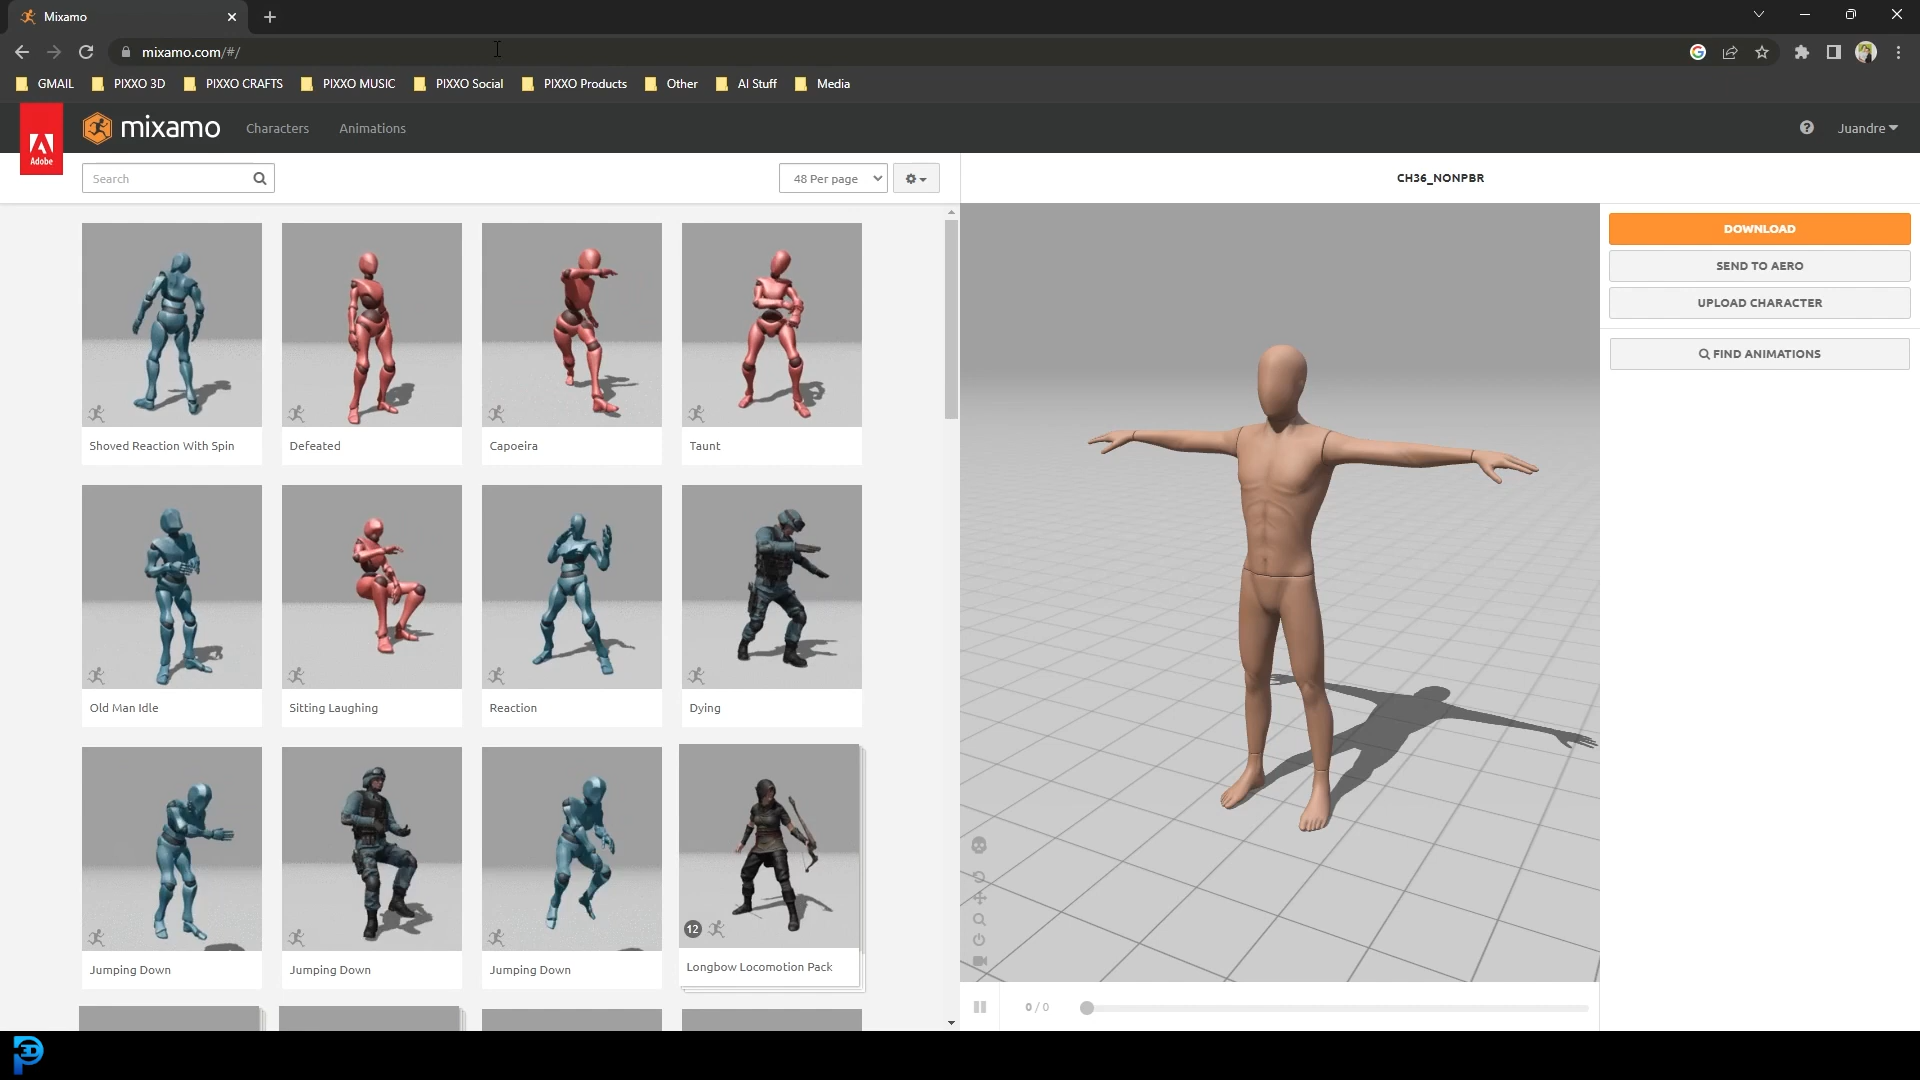 Mixamo
mixamo.com/#/
GMAIL PIXXO 3D PIXXO CRAFTS PIXXO MUSIC PIXXO Social PIXXO Products Other AI Stuff Media
Adobe
mixamo Characters Animations Juandre
Search 48 Per page CH36_NONPBR
DOWNLOAD
SEND TO AERO
UPLOAD CHARACTER
FIND ANIMATIONS
Shoved Reaction With Spin Defeated Capoeira Taunt
Old Man Idle Sitting Laughing Reaction Dying
12
Jumping Down Jumping Down Jumping Down Longbow Locomotion Pack
0 / 0
3D